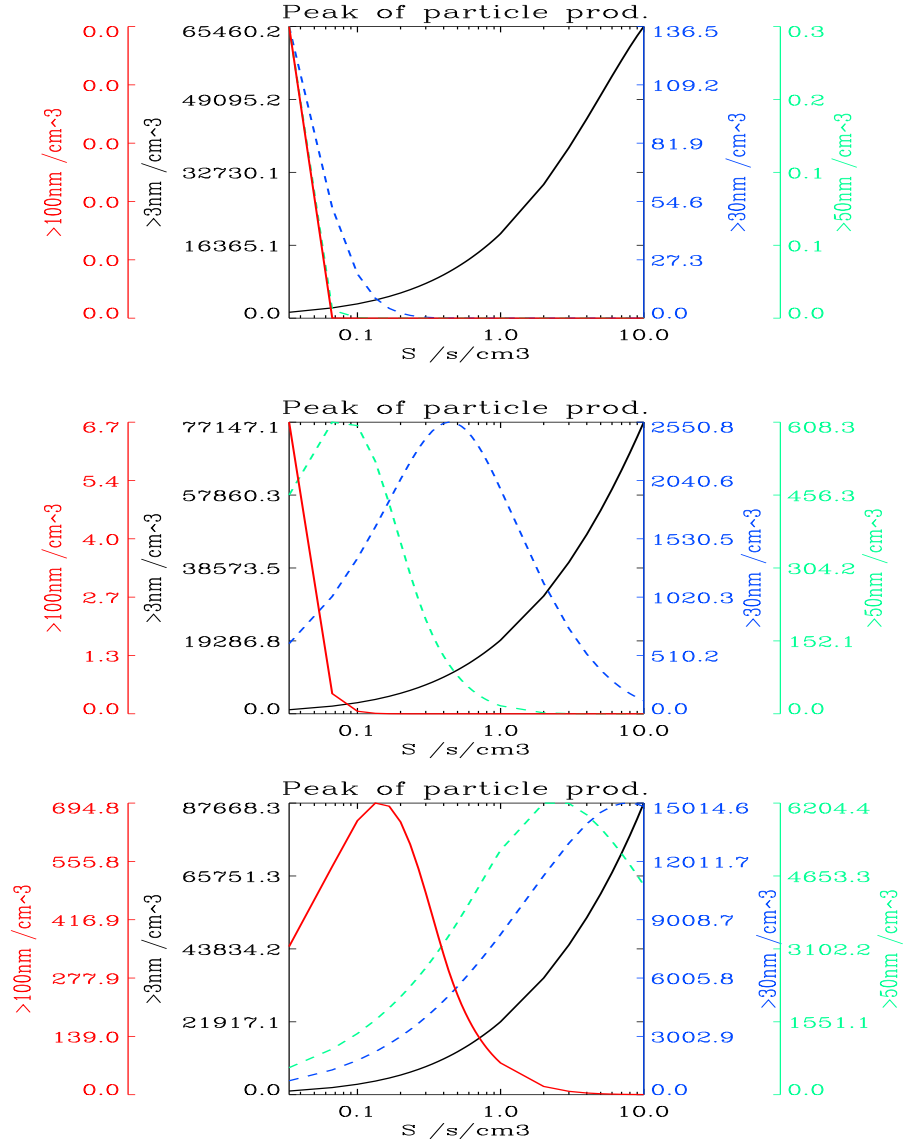 Peak of particle prod.
0.0 65460.2 136.5 0.3
0.0 49095.2 109.2 0.2
0.0 32730.1 81.9 0.1
0.0 16365.1 54.6 0.1
0.0 0.0 27.3 0.0
0.0 0.0
>100nm /cm^3
>3nm /cm^3
>30nm /cm^3
>50nm /cm^3
0.1 1.0 10.0
S /s/cm3
Peak of particle prod.
6.7 77147.1 2550.8 608.3
5.4 57860.3 2040.6 456.3
4.0 38573.5 1530.5 304.2
2.7 19286.8 1020.3 152.1
1.3 0.0 510.2 0.0
0.0 0.0
>100nm /cm^3
>3nm /cm^3
>30nm /cm^3
>50nm /cm^3
0.1 1.0 10.0
S /s/cm3
Peak of particle prod.
694.8 87668.3 15014.6 6204.4
555.8 65751.3 12011.7 4653.3
416.9 43834.2 9008.7 3102.2
277.9 21917.1 6005.8 1551.1
139.0 0.0 3002.9 0.0
0.0 0.0
>100nm /cm^3
>3nm /cm^3
>30nm /cm^3
>50nm /cm^3
0.1 1.0 10.0
S /s/cm3